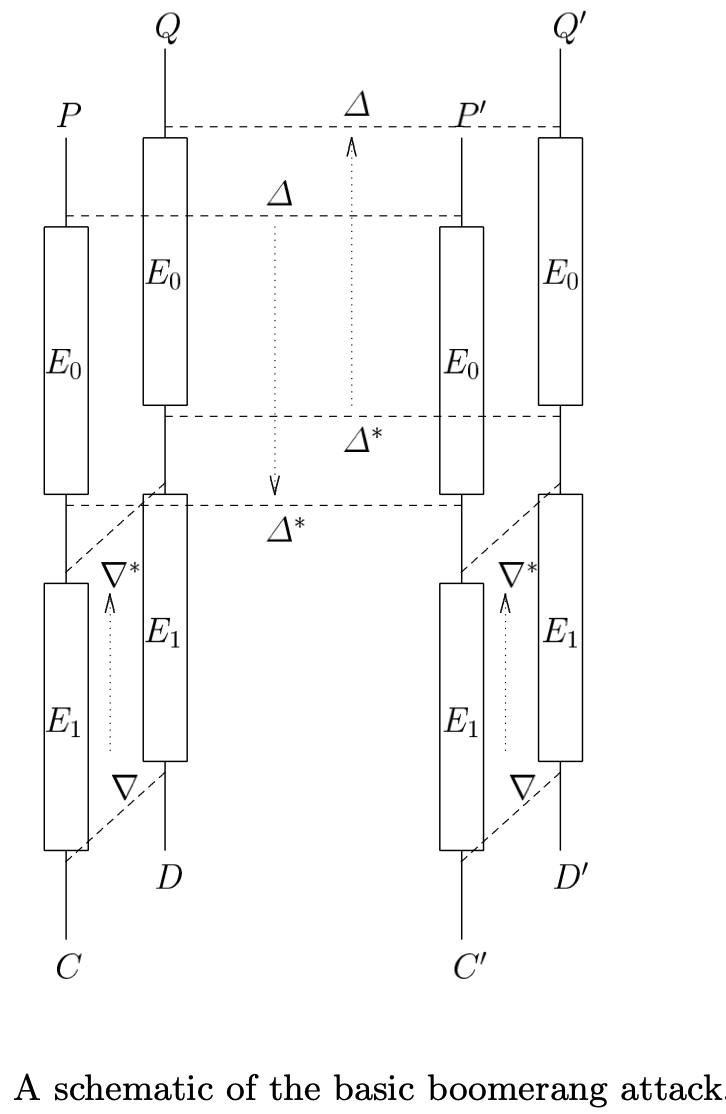 Q Q′
P Δ P′
Δ
E₀ E₀
E₀ E₀
Δ*
Δ*
∇* ∇*
E₁ E₁
E₁ E₁
∇ ∇
D D′
C C′
A schematic of the basic boomerang attack.